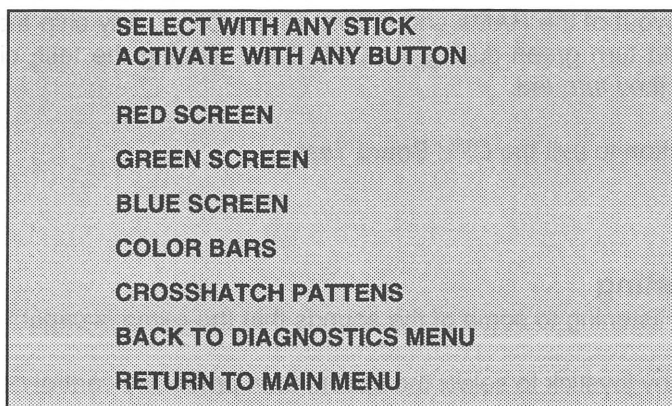 SELECT WITH ANY STICK
ACTIVATE WITH ANY BUTTON
RED SCREEN
GREEN SCREEN
BLUE SCREEN
COLOR BARS
CROSSHATCH PATTENS
BACK TO DIAGNOSTICS MENU
RETURN TO MAIN MENU